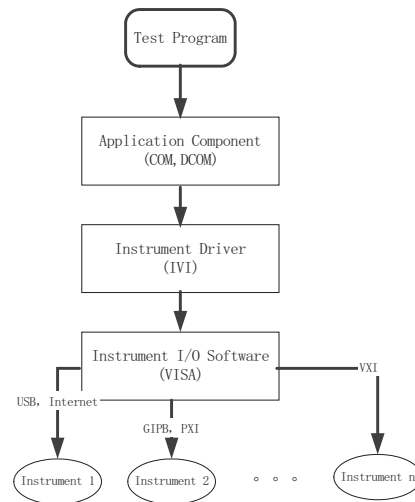 Test Program
Application Component
(COM,DCOM)
Instrument Driver
(IVI)
Instrument I/O Software
(VISA)
VXI
USB, Internet
GIPB, PXI
Instrument 1
Instrument 2
。 。 。
Instrument n